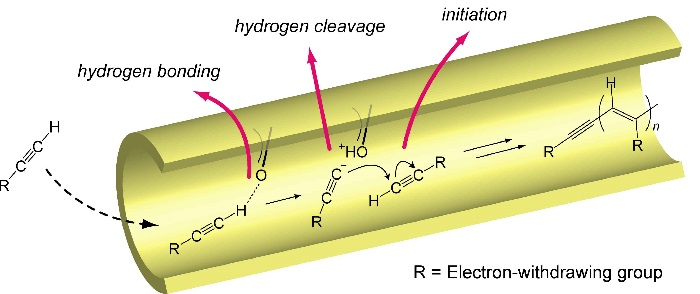 initiation
hydrogen cleavage
hydrogen bonding
H
C
C
R
O
H
C
C
R
+HO
C-
C
R
R
C
C
H
H
n
R
R
R = Electron-withdrawing group